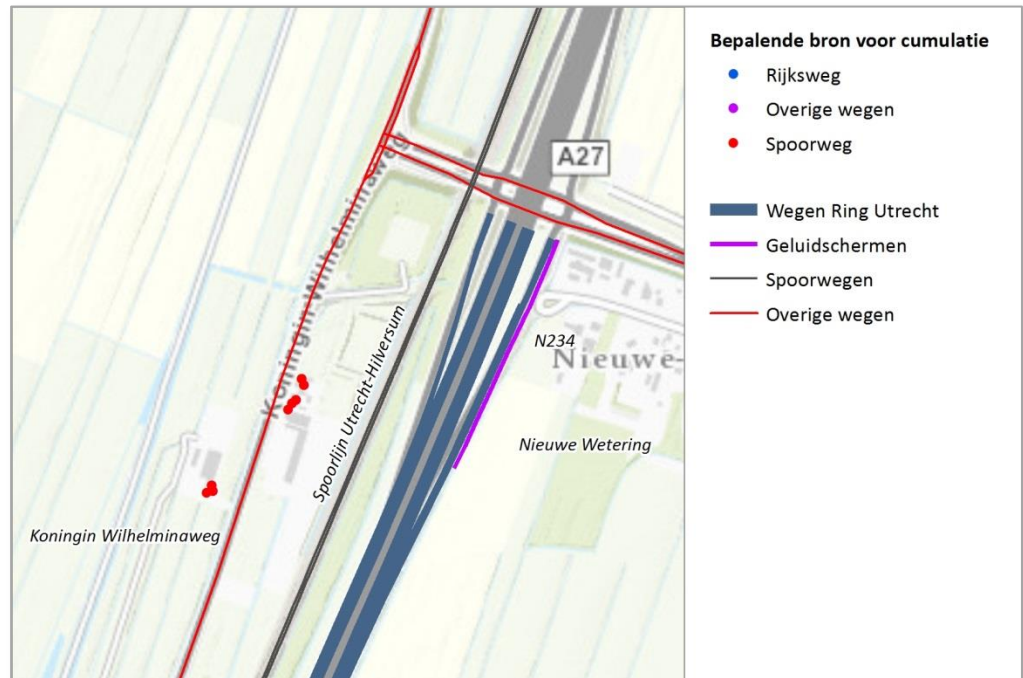 Bepalende bron voor cumulatie
Rijksweg
Overige wegen
Spoorweg
Wegen Ring Utrecht
Geluidschermen
Spoorwegen
Overige wegen
A27
Koningin Wilhelminaweg
Spoorlijn Utrecht-Hilversum
N234
Nieuwe-
Nieuwe Wetering
Koningin Wilhelminaweg